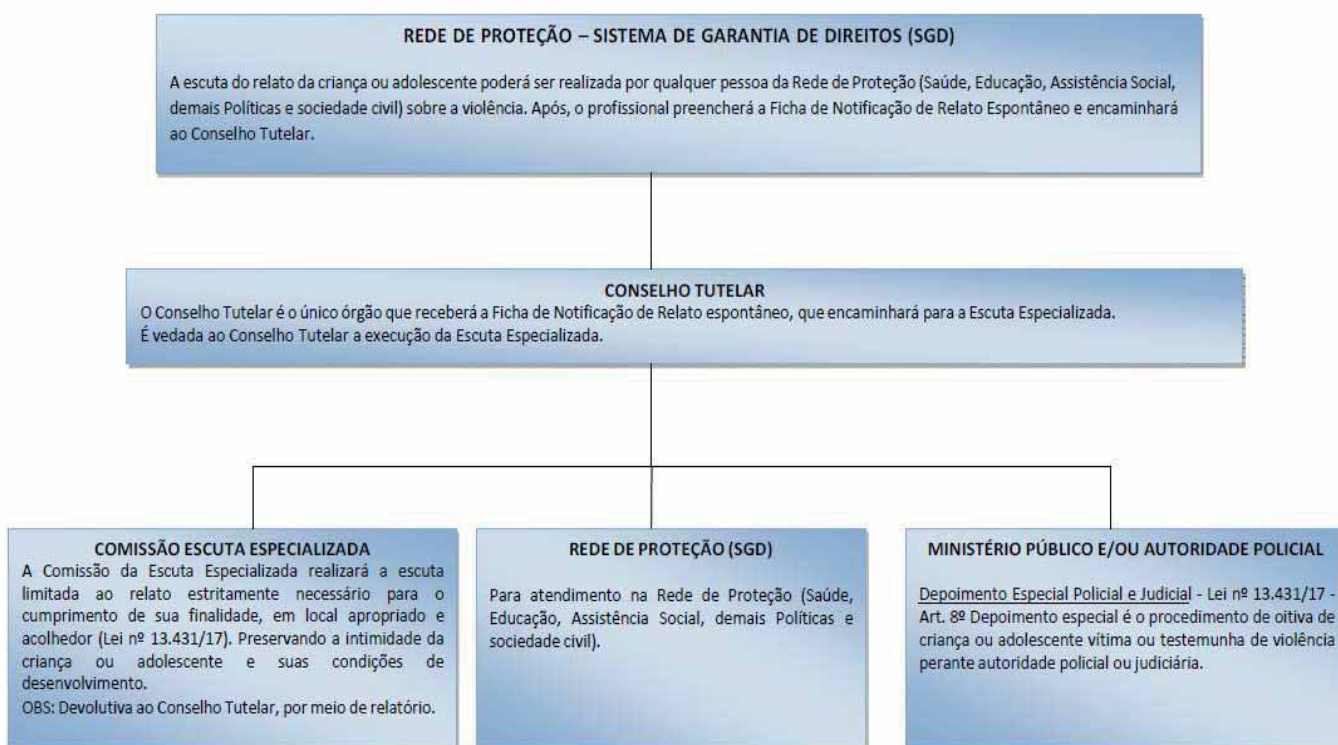 REDE DE PROTEÇÃO – SISTEMA DE GARANTIA DE DIREITOS (SGD)
A escuta do relato da criança ou adolescente poderá ser realizada por qualquer pessoa da Rede de Proteção (Saúde, Educação, Assistência Social,
demais Políticas e sociedade civil) sobre a violência. Após, o profissional preencherá a Ficha de Notificação de Relato Espontâneo e encaminhará
ao Conselho Tutelar.
CONSELHO TUTELAR
O Conselho Tutelar é o único órgão que receberá a Ficha de Notificação de Relato espontâneo, que encaminhará para a Escuta Especializada.
É vedada ao Conselho Tutelar a execução da Escuta Especializada.
COMISSÃO ESCUTA ESPECIALIZADA
A Comissão da Escuta Especializada realizará a escuta
limitada ao relato estritamente necessário para o
cumprimento de sua finalidade, em local apropriado e
acolhedor (Lei nº 13.431/17). Preservando a intimidade da
criança ou adolescente e suas condições de
desenvolvimento.
OBS: Devolutiva ao Conselho Tutelar, por meio de relatório.
REDE DE PROTEÇÃO (SGD)
Para atendimento na Rede de Proteção (Saúde,
Educação, Assistência Social, demais Políticas e
sociedade civil).
MINISTÉRIO PÚBLICO E/OU AUTORIDADE POLICIAL
Depoimento Especial Policial e Judicial - Lei nº 13.431/17 -
Art. 8º Depoimento especial é o procedimento de oitiva de
criança ou adolescente vítima ou testemunha de violência
perante autoridade policial ou judiciária.